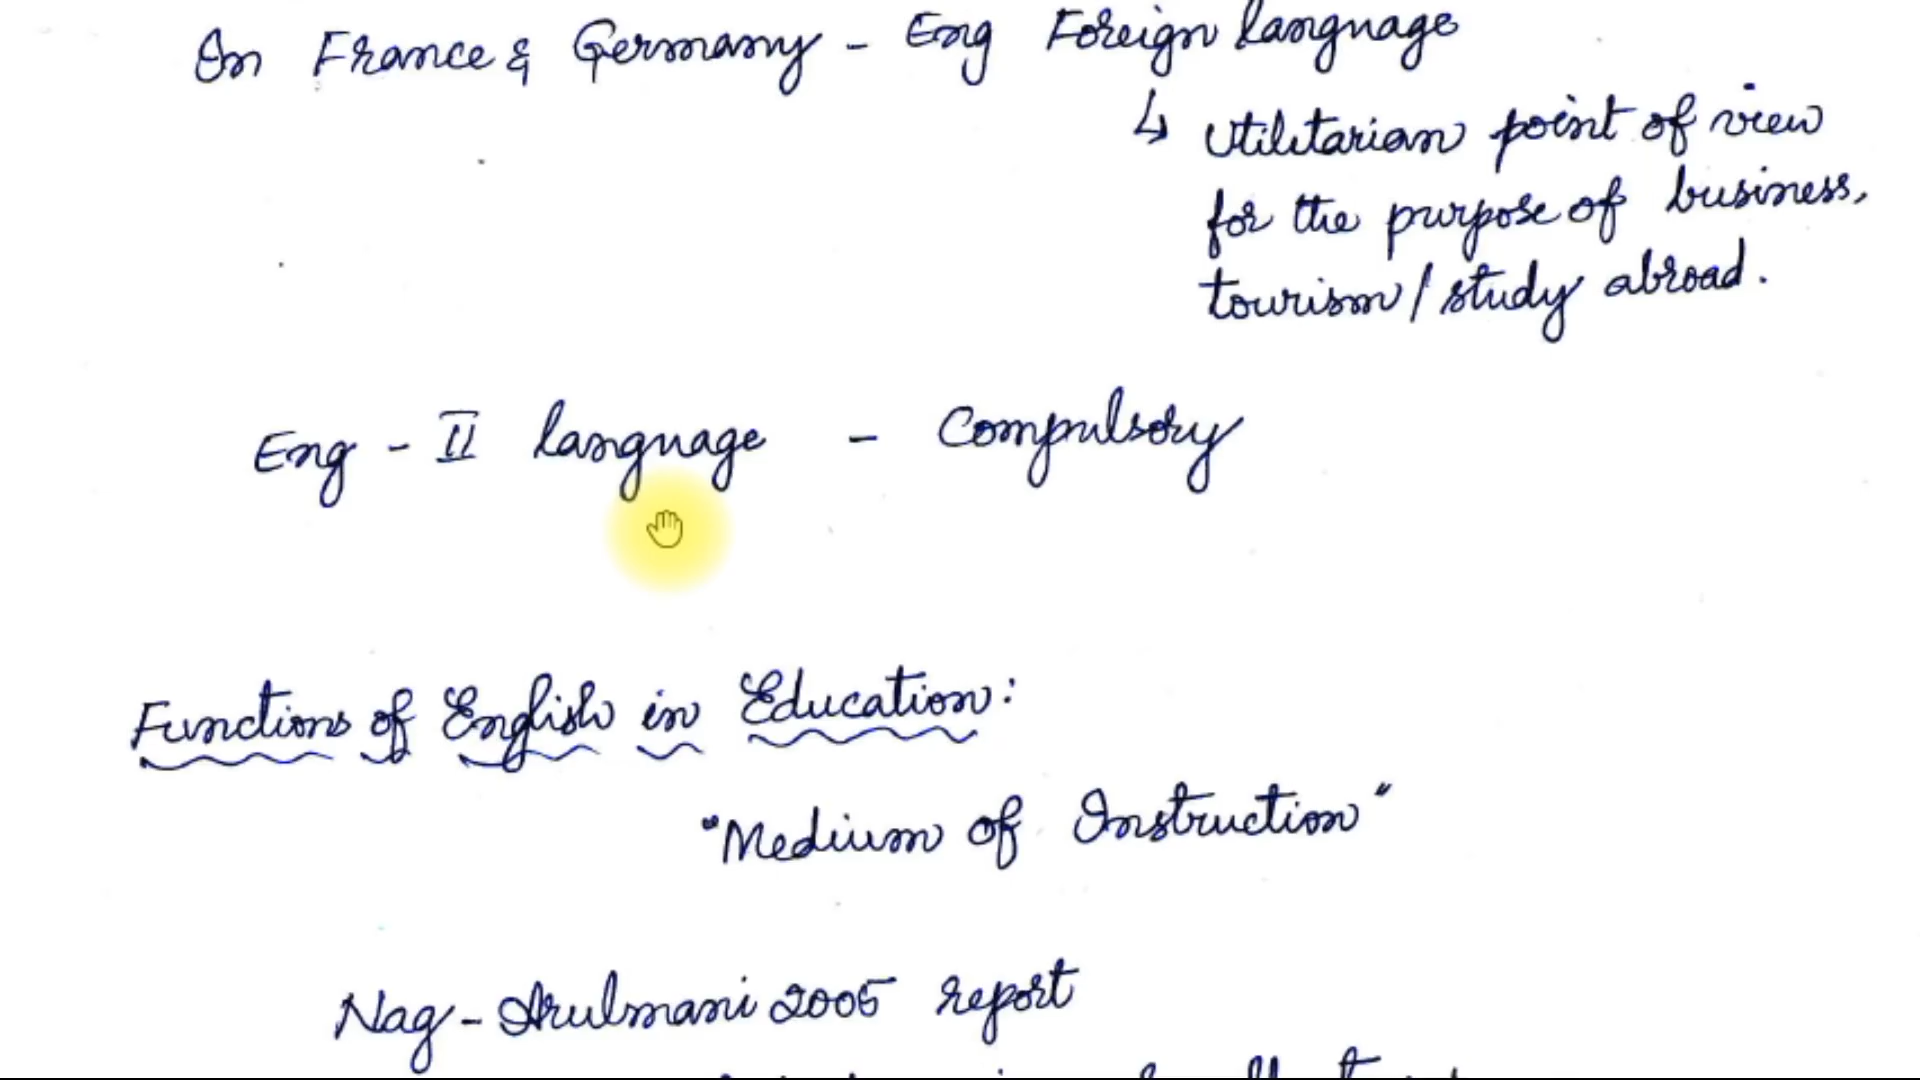 In France & Germany - Eng Foreign language
↳ Utilitarian point of view
for the purpose of business,
tourism/study abroad.
Eng - II language - Compulsory
Functions of English in Education:
"Medium of Instruction"
Nag - Arulmani 2005 report